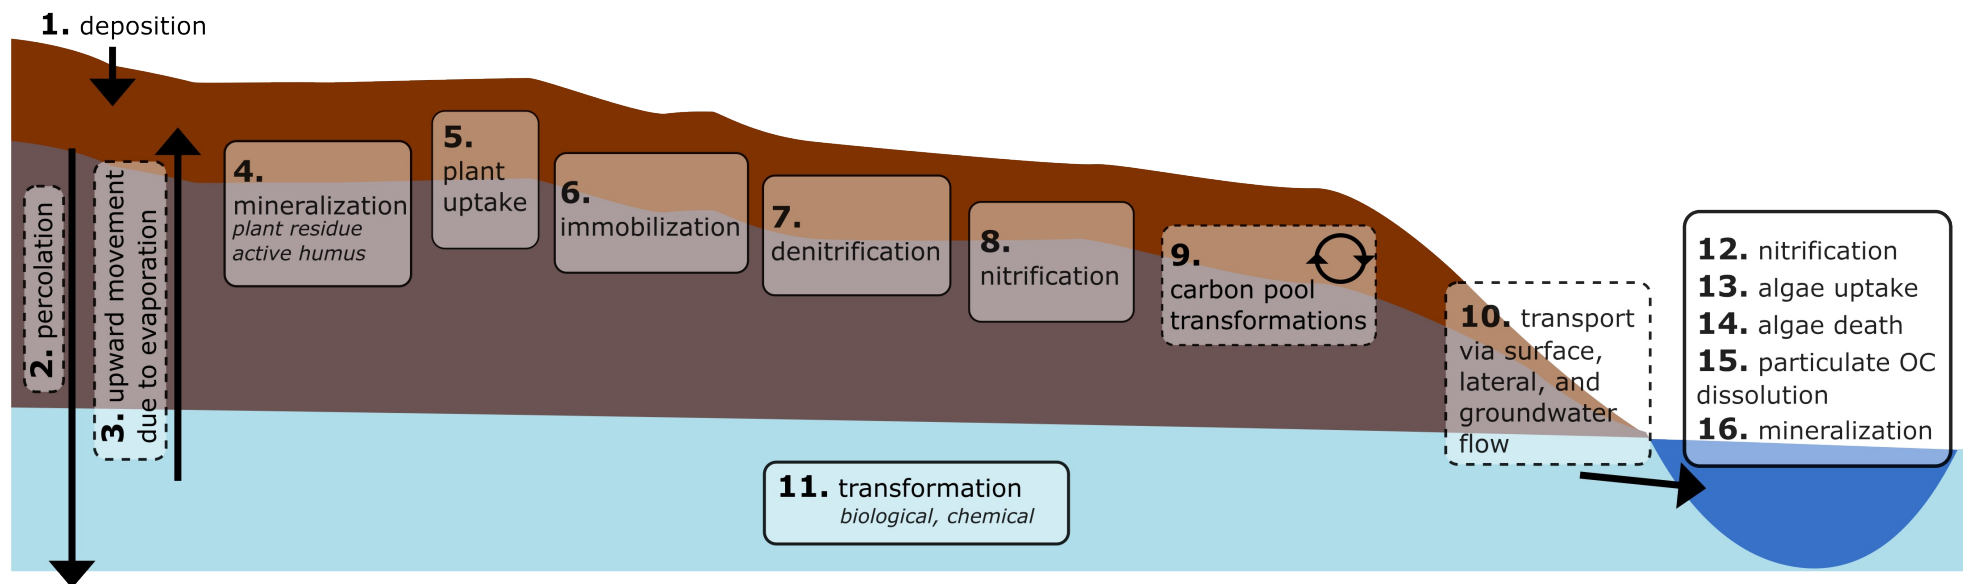 1. deposition
2. percolation
3. upward movement
due to evaporation
4.
mineralization
plant residue
active humus
5.
plant
uptake
6.
immobilization
7.
denitrification
8.
nitrification
9.
carbon pool
transformations
10. transport
via surface,
lateral, and
groundwater
flow
11. transformation
biological, chemical
12. nitrification
13. algae uptake
14. algae death
15. particulate OC
dissolution
16. mineralization